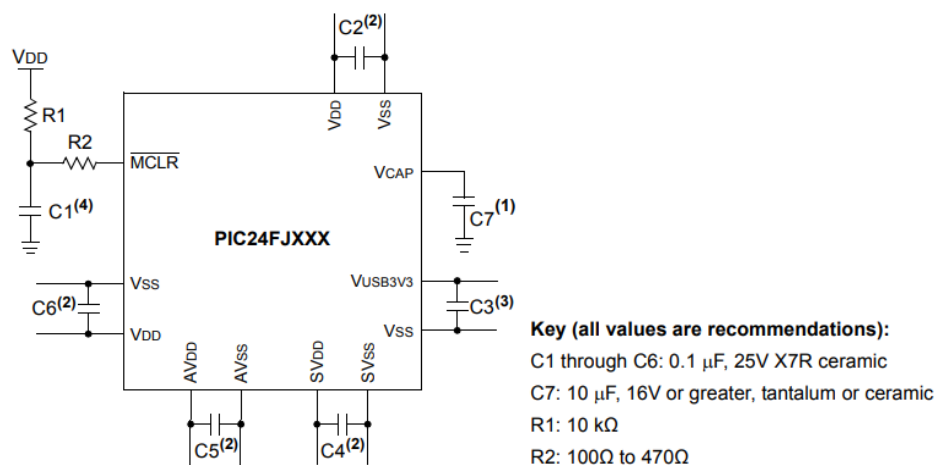 C2(2)
VDD
R1
R2
VDD
VSS
MCLR
VCAP
C1(4)
C7(1)
PIC24FJXXX
VSS
VUSB3V3
C6(2)
C3(3)
VDD
VSS
AVDD
AVSS
SVDD
SVSS
C5(2)
C4(2)
Key (all values are recommendations):
C1 through C6: 0.1 μF, 25V X7R ceramic
C7: 10 μF, 16V or greater, tantalum or ceramic
R1: 10 kΩ
R2: 100Ω to 470Ω